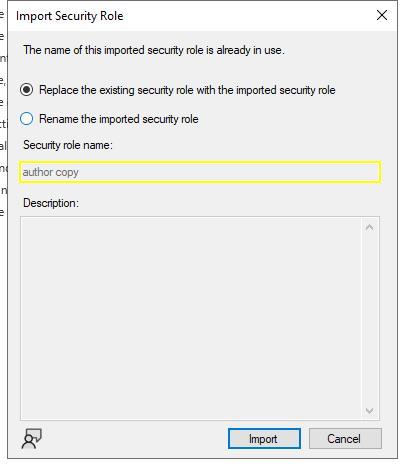 Import Security Role
The name of this imported security role is already in use.
Replace the existing security role with the imported security role
Rename the imported security role
Security role name:
author copy
Description:
Import
Cancel